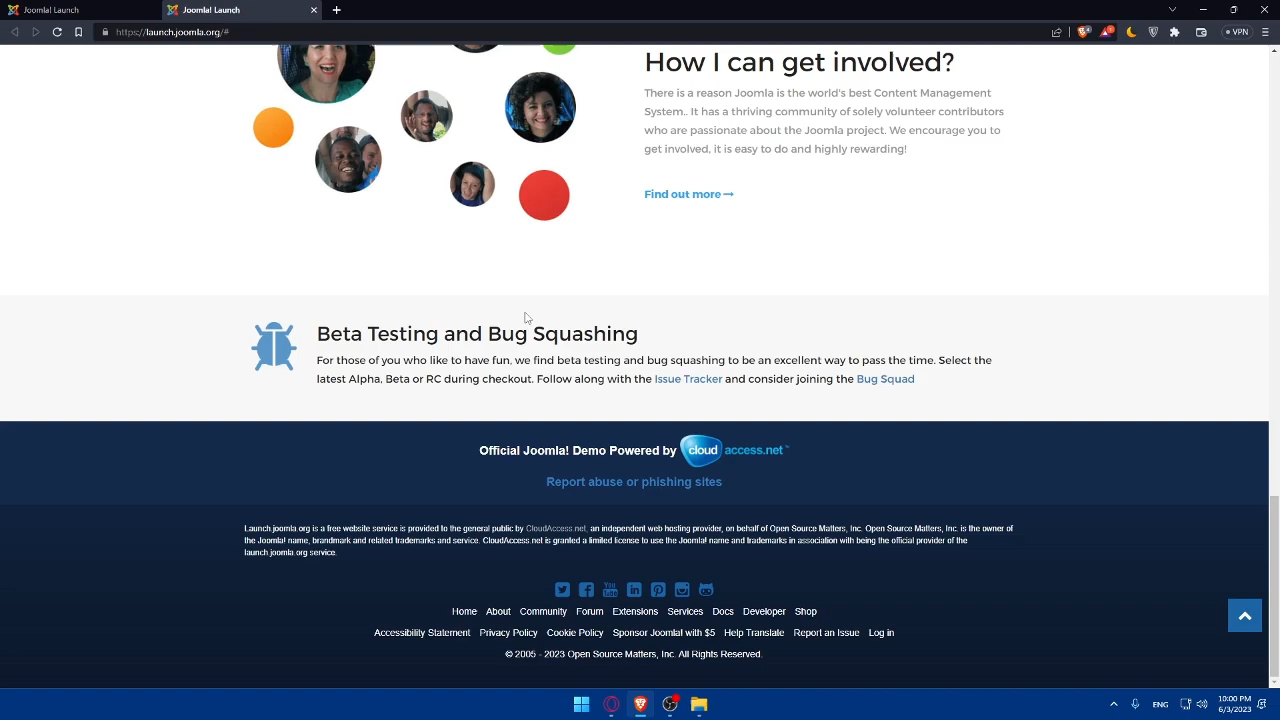 Joomla! Launch
Joomla! Launch
https://launch.joomla.org/#
VPN
How I can get involved?
There is a reason Joomla is the world's best Content Management
System.. It has a thriving community of solely volunteer contributors
who are passionate about the Joomla project. We encourage you to
get involved, it is easy to do and highly rewarding!
Find out more
Beta Testing and Bug Squashing
For those of you who like to have fun, we find beta testing and bug squashing to be an excellent way to pass the time. Select the
latest Alpha, Beta or RC during checkout. Follow along with the Issue Tracker and consider joining the Bug Squad
Official Joomla! Demo Powered by cloudaccess.net™
Report abuse or phishing sites
Launch.joomla.org is a free website service is provided to the general public by CloudAccess.net, an independent web hosting provider, on behalf of Open Source Matters, Inc. Open Source Matters, Inc. is the owner of
the Joomla! name, brandmark and related trademarks and service. CloudAccess.net is granted a limited license to use the Joomla! name and trademarks in association with being the official provider of the
launch.joomla.org service.
You Tube
Home About Community Forum Extensions Services Docs Developer Shop
Accessibility Statement Privacy Policy Cookie Policy Sponsor Joomla! with $5 Help Translate Report an Issue Log in
© 2005 - 2023 Open Source Matters, Inc. All Rights Reserved.
ENG
10:00 PM
6/3/2023